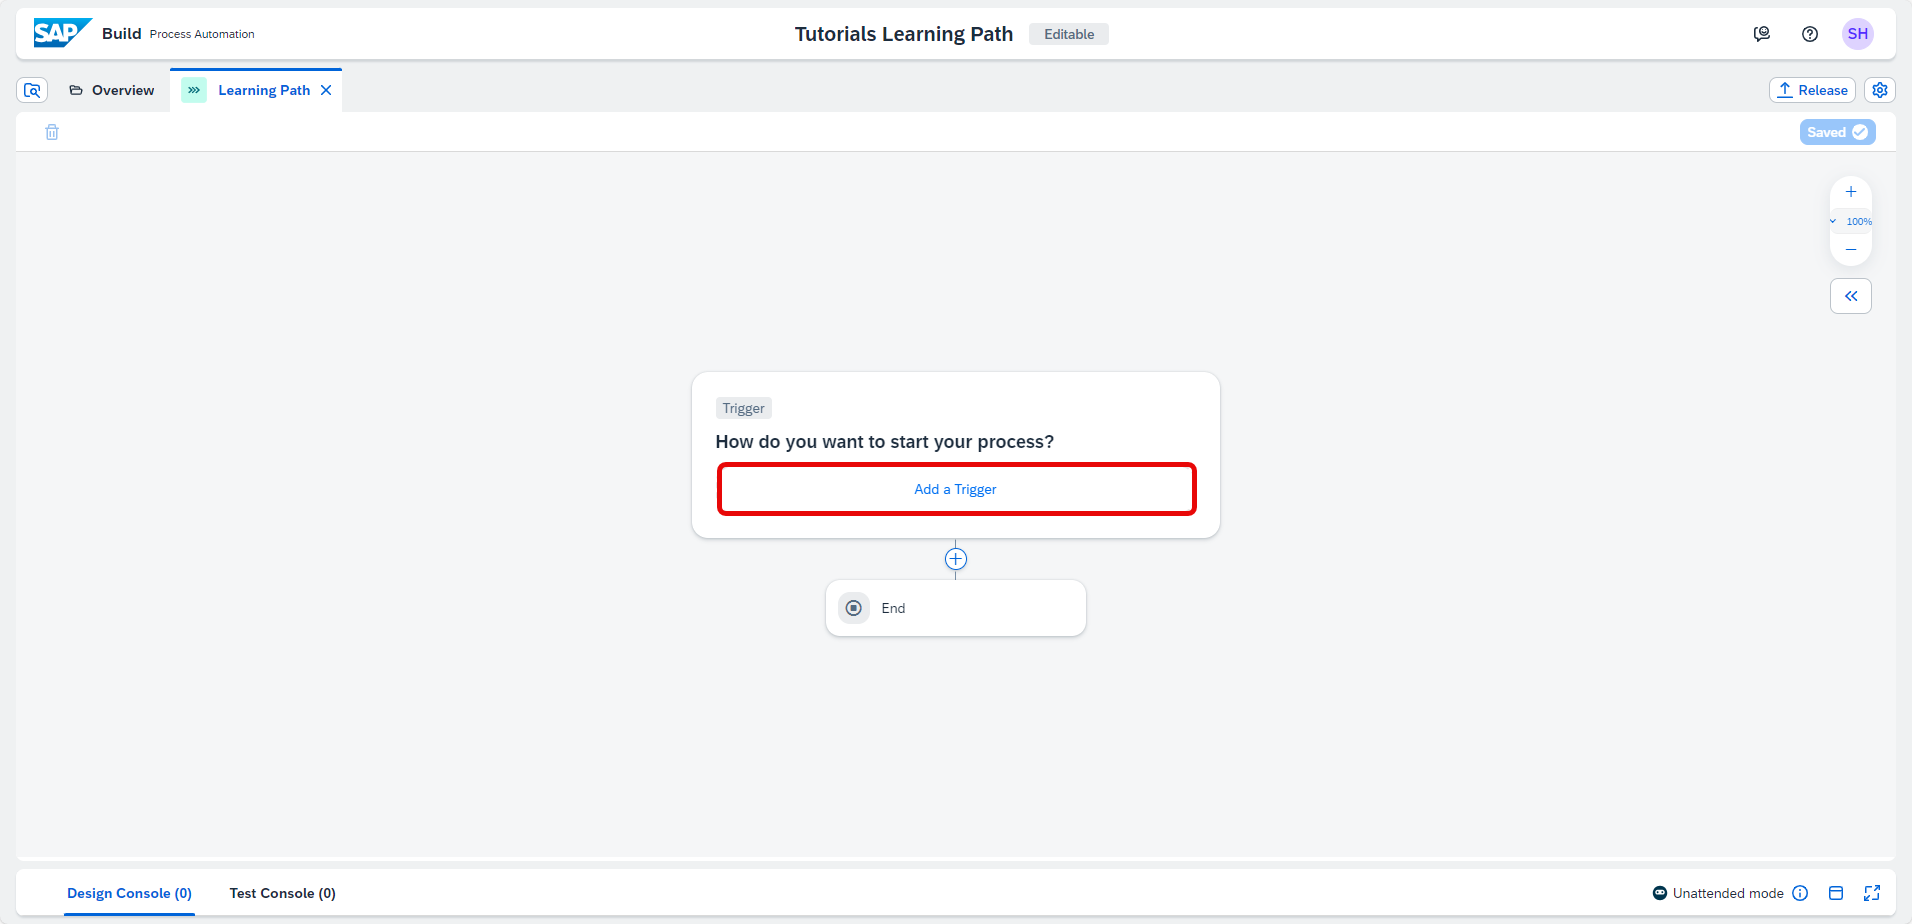 SAP Build Process Automation
Tutorials Learning Path Editable
SH
Overview Learning Path
Release
Saved
100%
Trigger
How do you want to start your process?
Add a Trigger
End
Design Console (0) Test Console (0)
Unattended mode